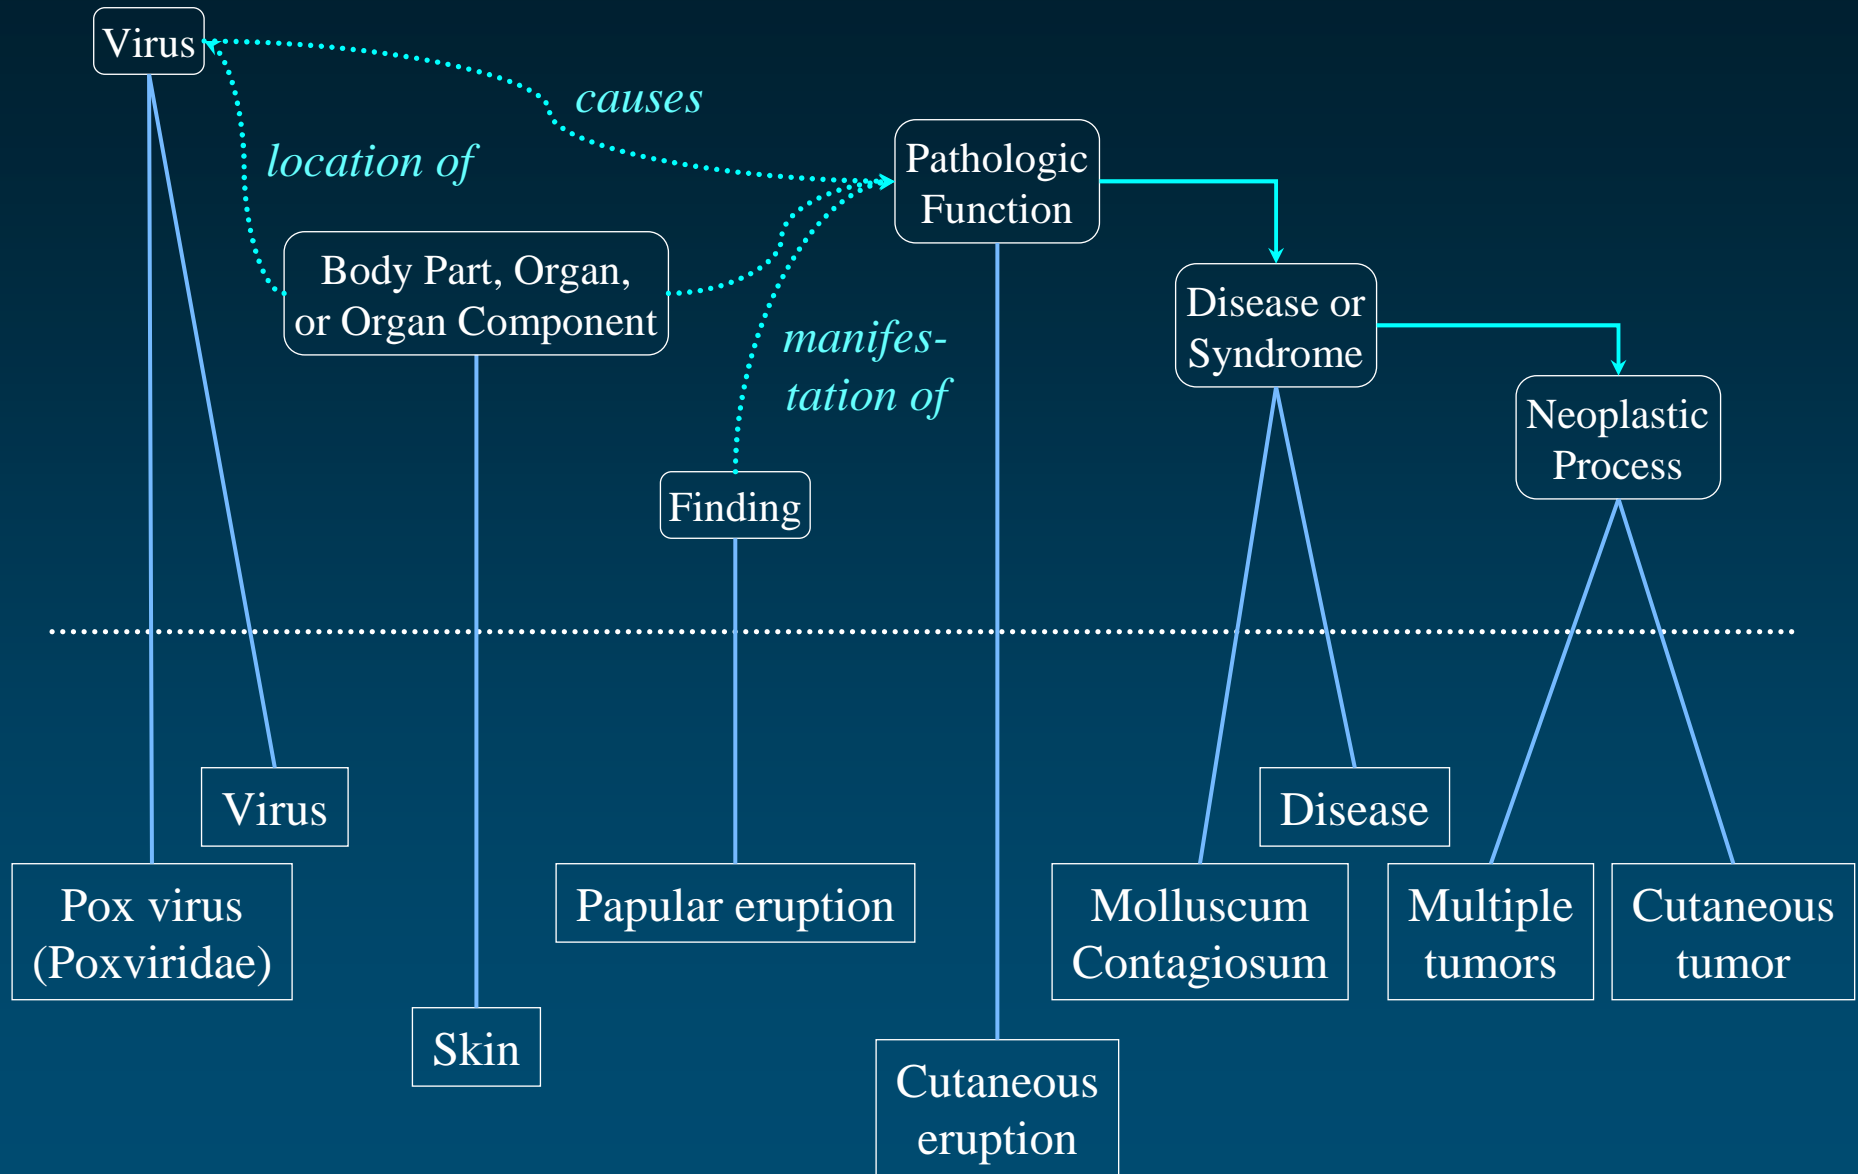 Virus
causes
location of
Pathologic
Function
Body Part, Organ,
or Organ Component
Disease or
Syndrome
manifes-
tation of
Neoplastic
Process
Finding
Virus
Disease
Pox virus
(Poxviridae)
Papular eruption
Molluscum
Contagiosum
Multiple
tumors
Cutaneous
tumor
Skin
Cutaneous
eruption